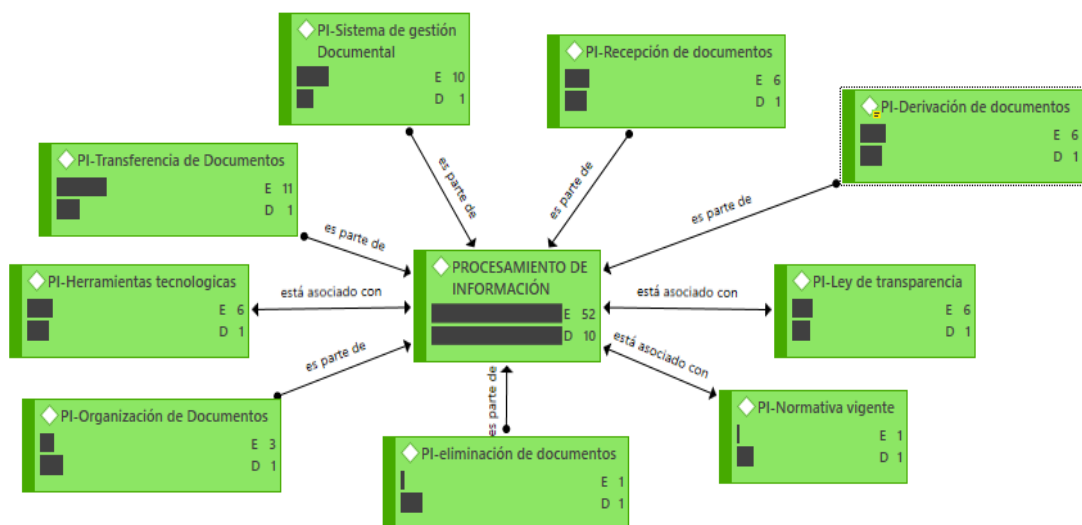 PI-Sistema de gestión
Documental
E 10
D 1
PI-Recepción de documentos
E 6
D 1
PI-Derivación de documentos
E 6
D 1
PI-Transferencia de Documentos
E 11
D 1
es parte de
es parte de
es parte de
es parte de
PROCESAMIENTO DE
INFORMACIÓN
E 52
D 10
PI-Herramientas tecnologicas
E 6
D 1
está asociado con
está asociado con
PI-Ley de transparencia
E 6
D 1
es parte de
es parte de
está asociado con
PI-Organización de Documentos
E 3
D 1
PI-eliminación de documentos
E 1
D 1
PI-Normativa vigente
E 1
D 1